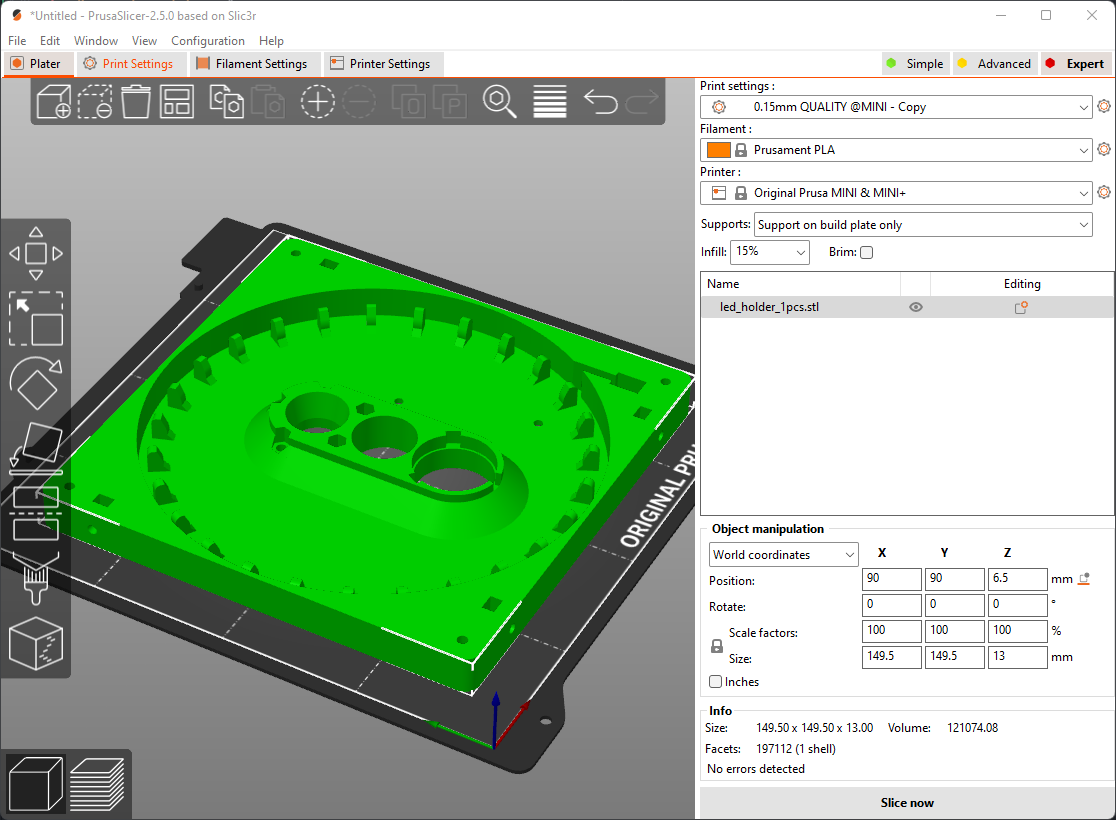 *Untitled - PrusaSlicer-2.5.0 based on Slic3r
File Edit Window View Configuration Help
Plater Print Settings Filament Settings Printer Settings Simple Advanced Expert
Print settings :
0.15mm QUALITY @MINI - Copy
Filament :
Prusament PLA
Printer :
Original Prusa MINI & MINI+
Supports: Support on build plate only
Infill: 15% Brim:
Name Editing
led_holder_1pcs.stl
ORIGINAL
Object manipulation
World coordinates X Y Z
Position: 90 90 6.5 mm
Rotate: 0 0 0 °
Scale factors: 100 100 100 %
Size: 149.5 149.5 13 mm
Inches
Info
Size: 149.50 x 149.50 x 13.00 Volume: 121074.08
Facets: 197112 (1 shell)
No errors detected
Slice now